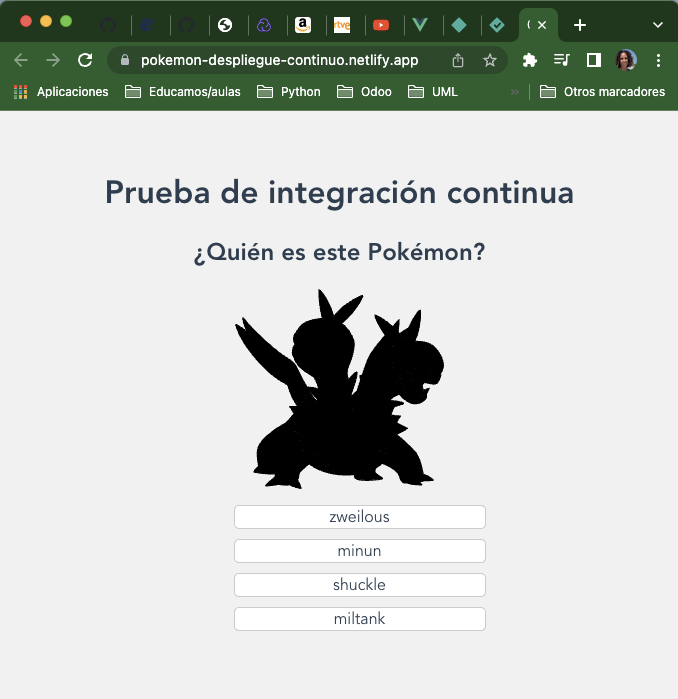 rtve
pokemon-despliegue-continuo.netlify.app
Aplicaciones Educamos/aulas Python Odoo UML » Otros marcadores
Prueba de integración continua
¿Quién es este Pokémon?
zweilous
minun
shuckle
miltank